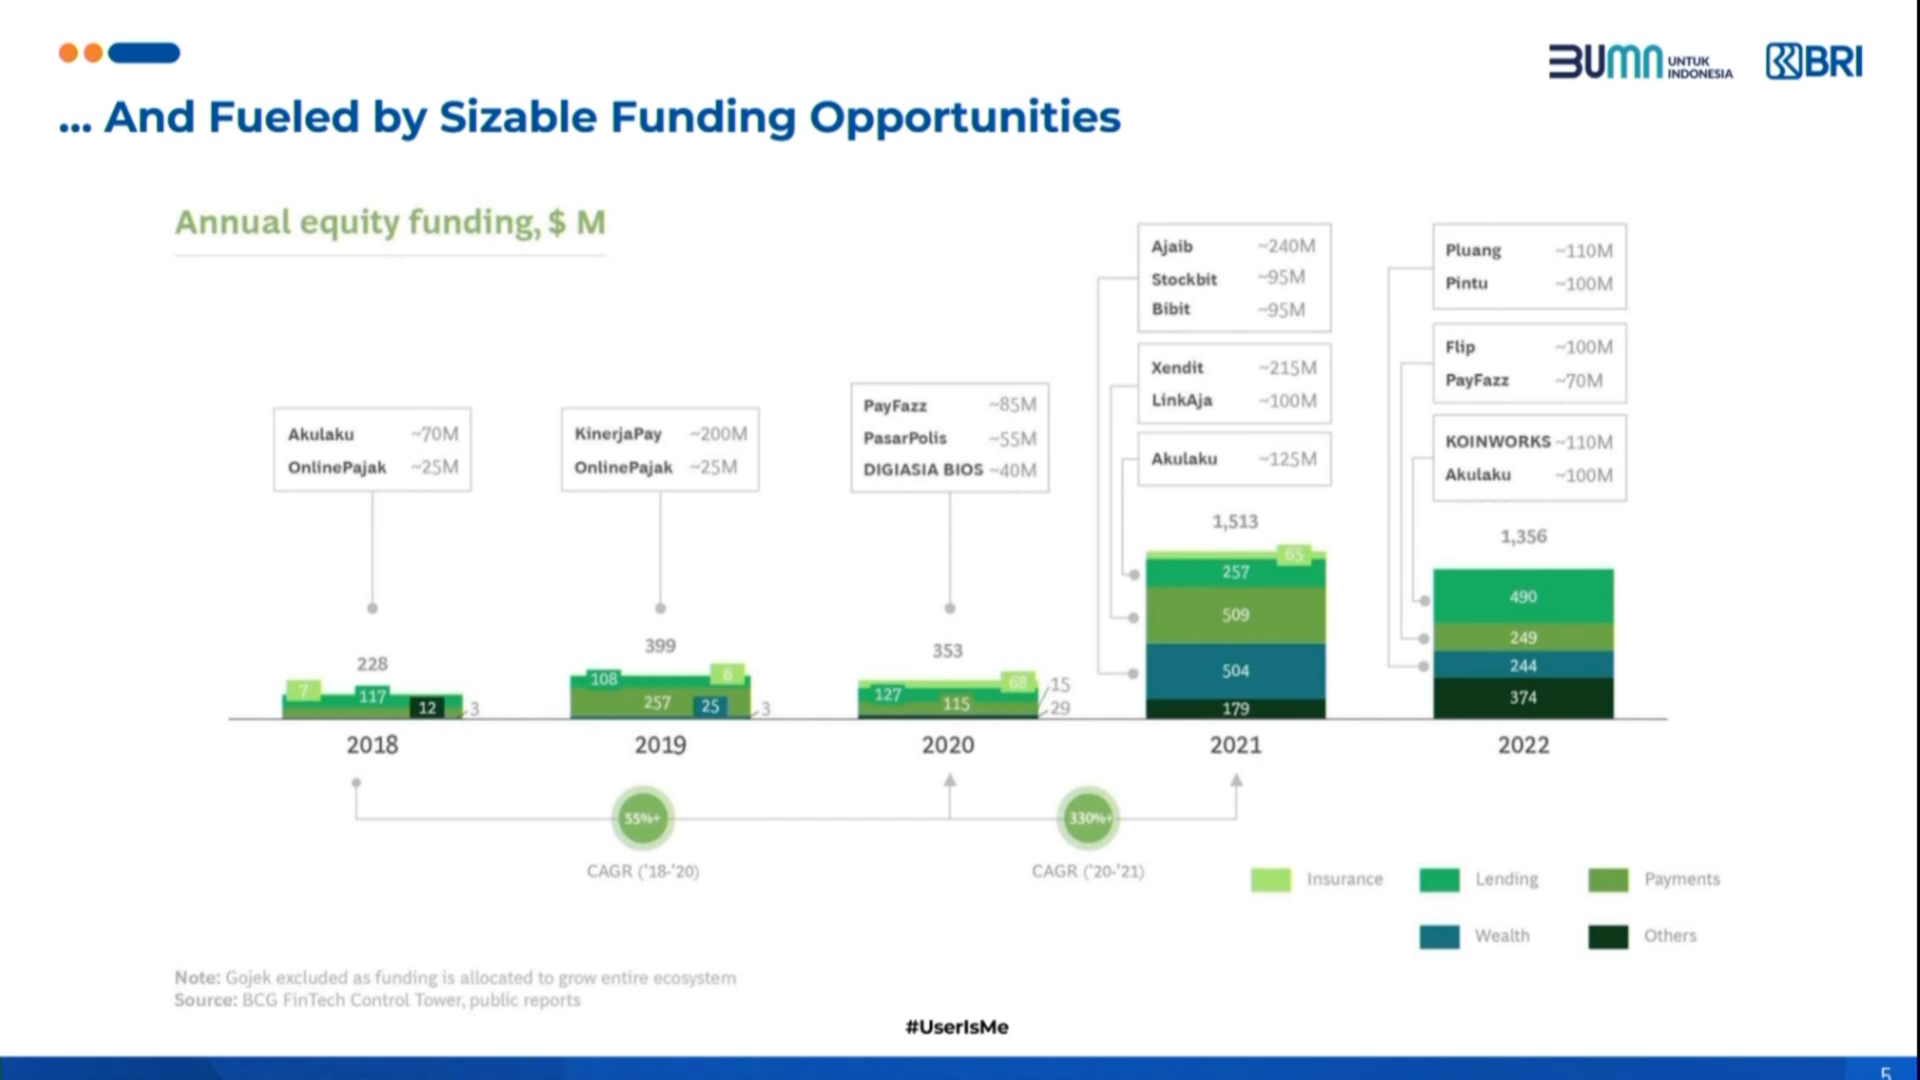 BUMN UNTUK INDONESIA
BRI
... And Fueled by Sizable Funding Opportunities
Annual equity funding, $ M
Akulaku ~70M
OnlinePajak ~25M
KinerjaPay ~200M
OnlinePajak ~25M
PayFazz ~85M
PasarPolis ~55M
DIGIASIA BIOS ~40M
Ajaib ~240M
Stockbit ~95M
Bibit ~95M
Xendit ~215M
LinkAja ~100M
Akulaku ~125M
Pluang ~110M
Pintu ~100M
Flip ~100M
PayFazz ~70M
KOINWORKS ~110M
Akulaku ~100M
228
7
117
12
3
399
108
6
257
25
3
353
127
68
115
15
29
1,513
65
257
509
504
179
1,356
490
249
244
374
2018
2019
2020
2021
2022
55%+
330%+
CAGR ('18-'20)
CAGR ('20-'21)
Insurance
Lending
Payments
Wealth
Others
Note: Gojek excluded as funding is allocated to grow entire ecosystem
Source: BCG FinTech Control Tower, public reports
#UserIsMe
5